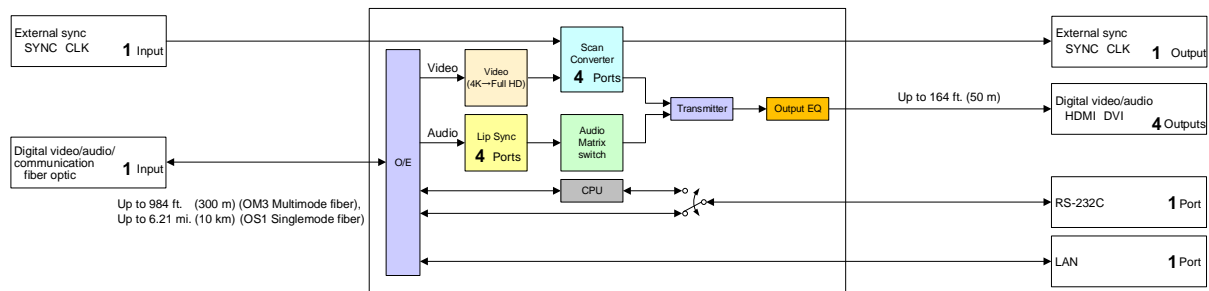 External sync
SYNC CLK 1 Input
Digital video/audio/
communication
fiber optic 1 Input
Up to 984 ft. (300 m) (OM3 Multimode fiber),
Up to 6.21 mi. (10 km) (OS1 Singlemode fiber)
O/E
Video
Video
(4K→Full HD)
Scan
Converter
4 Ports
Audio
Lip Sync
4 Ports
Audio
Matrix
switch
Transmitter
Output EQ
CPU
Up to 164 ft. (50 m)
External sync
SYNC CLK 1 Output
Digital video/audio
HDMI DVI
4 Outputs
RS-232C 1 Port
LAN 1 Port